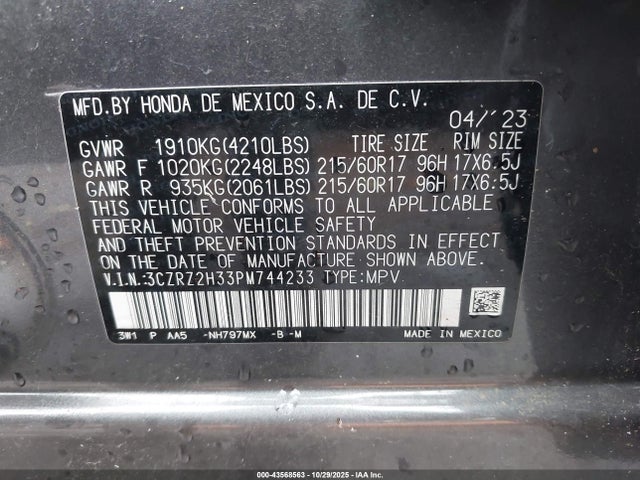 MFD.BY HONDA DE MEXICO S.A. DE C.V.
04/'23
GVWR 1910KG(4210LBS) TIRE SIZE RIM SIZE
GAWR F 1020KG(2248LBS) 215/60R17 96H 17X6.5J
GAWR R 935KG(2061LBS) 215/60R17 96H 17X6.5J
THIS VEHICLE CONFORMS TO ALL APPLICABLE
FEDERAL MOTOR VEHICLE SAFETY
AND THEFT PREVENTION STANDARDS IN EFFECT
ON THE DATE OF MANUFACTURE SHOWN ABOVE.
V.I.N.:3CZRZ2H33PM744233 TYPE:MPV
3W1 P AA5 -NH797MX -B -M MADE IN MEXICO
000-43568563 | 10/29/2025 - IAA Inc.